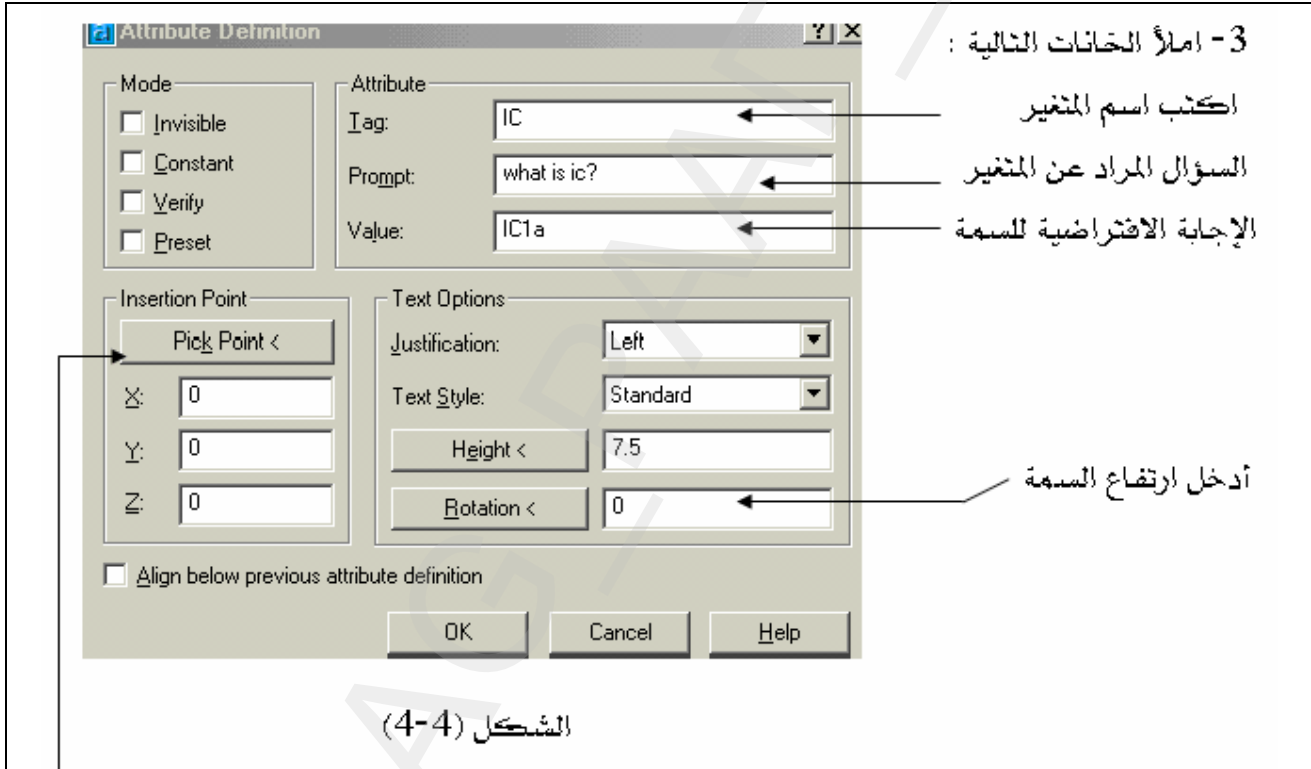 Attribute Definition
3- املأ الخانات التالية :
Mode
Attribute
اكتب اسم المتغير
Invisible
Tag:
IC
Constant
Prompt:
what is ic?
السؤال المراد عن المتغير
Verify
Value:
IC1a
الإجابة الافتراضية للسمة
Preset
Insertion Point
Text Options
Pick Point <
Justification:
Left
X:
0
Text Style:
Standard
Y:
0
Height <
7.5
أدخل ارتفاع السمة
Z:
0
Rotation <
0
Align below previous attribute definition
OK
Cancel
Help
الشكل (4-4)